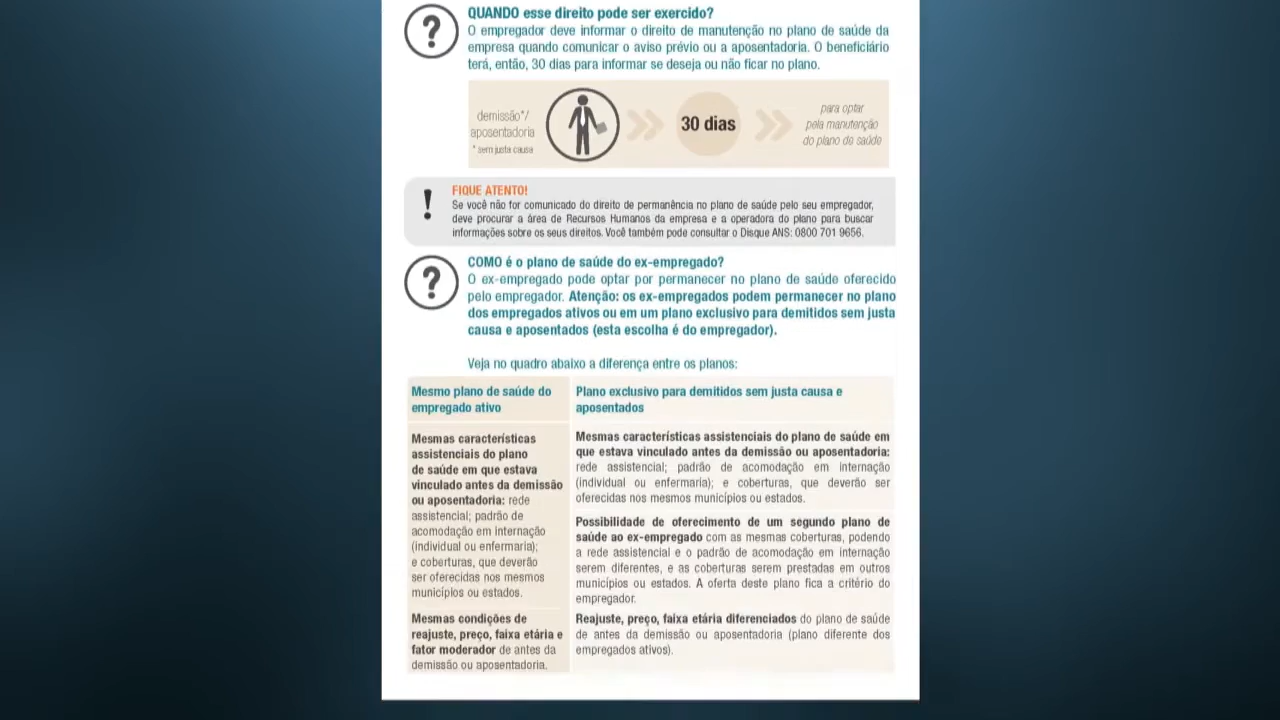 ?
QUANDO esse direito pode ser exercido?
O empregador deve informar o direito de manutenção no plano de saúde da
empresa quando comunicar o aviso prévio ou a aposentadoria. O beneficiário
terá, então, 30 dias para informar se deseja ou não ficar no plano.
demissão*/
aposentadoria
* sem justa causa
30 dias
para optar
pela manutenção
do plano de saúde
!
FIQUE ATENTO!
Se você não for comunicado do direito de permanência no plano de saúde pelo seu empregador,
deve procurar a área de Recursos Humanos da empresa e a operadora do plano para buscar
informações sobre os seus direitos. Você também pode consultar o Disque ANS: 0800 701 9656.
?
COMO é o plano de saúde do ex-empregado?
O ex-empregado pode optar por permanecer no plano de saúde oferecido
pelo empregador. Atenção: os ex-empregados podem permanecer no plano
dos empregados ativos ou em um plano exclusivo para demitidos sem justa
causa e aposentados (esta escolha é do empregador).
Veja no quadro abaixo a diferença entre os planos:
Mesmo plano de saúde do
empregado ativo
Mesmas características
assistenciais do plano
de saúde em que estava
vinculado antes da demissão
ou aposentadoria: rede
assistencial; padrão de
acomodação em internação
(individual ou enfermaria);
e coberturas, que deverão
ser oferecidas nos mesmos
municípios ou estados.
Mesmas condições de
reajuste, preço, faixa etária e
fator moderador de antes da
demissão ou aposentadoria.
Plano exclusivo para demitidos sem justa causa e
aposentados
Mesmas características assistenciais do plano de saúde em
que estava vinculado antes da demissão ou aposentadoria:
rede assistencial; padrão de acomodação em internação
(individual ou enfermaria); e coberturas, que deverão ser
oferecidas nos mesmos municípios ou estados.
Possibilidade de oferecimento de um segundo plano de
saúde ao ex-empregado com as mesmas coberturas, podendo
a rede assistencial e o padrão de acomodação em internação
serem diferentes, e as coberturas serem prestadas em outros
municípios ou estados. A oferta deste plano fica a critério do
empregador.
Reajuste, preço, faixa etária diferenciados do plano de saúde
de antes da demissão ou aposentadoria (plano diferente dos
empregados ativos).